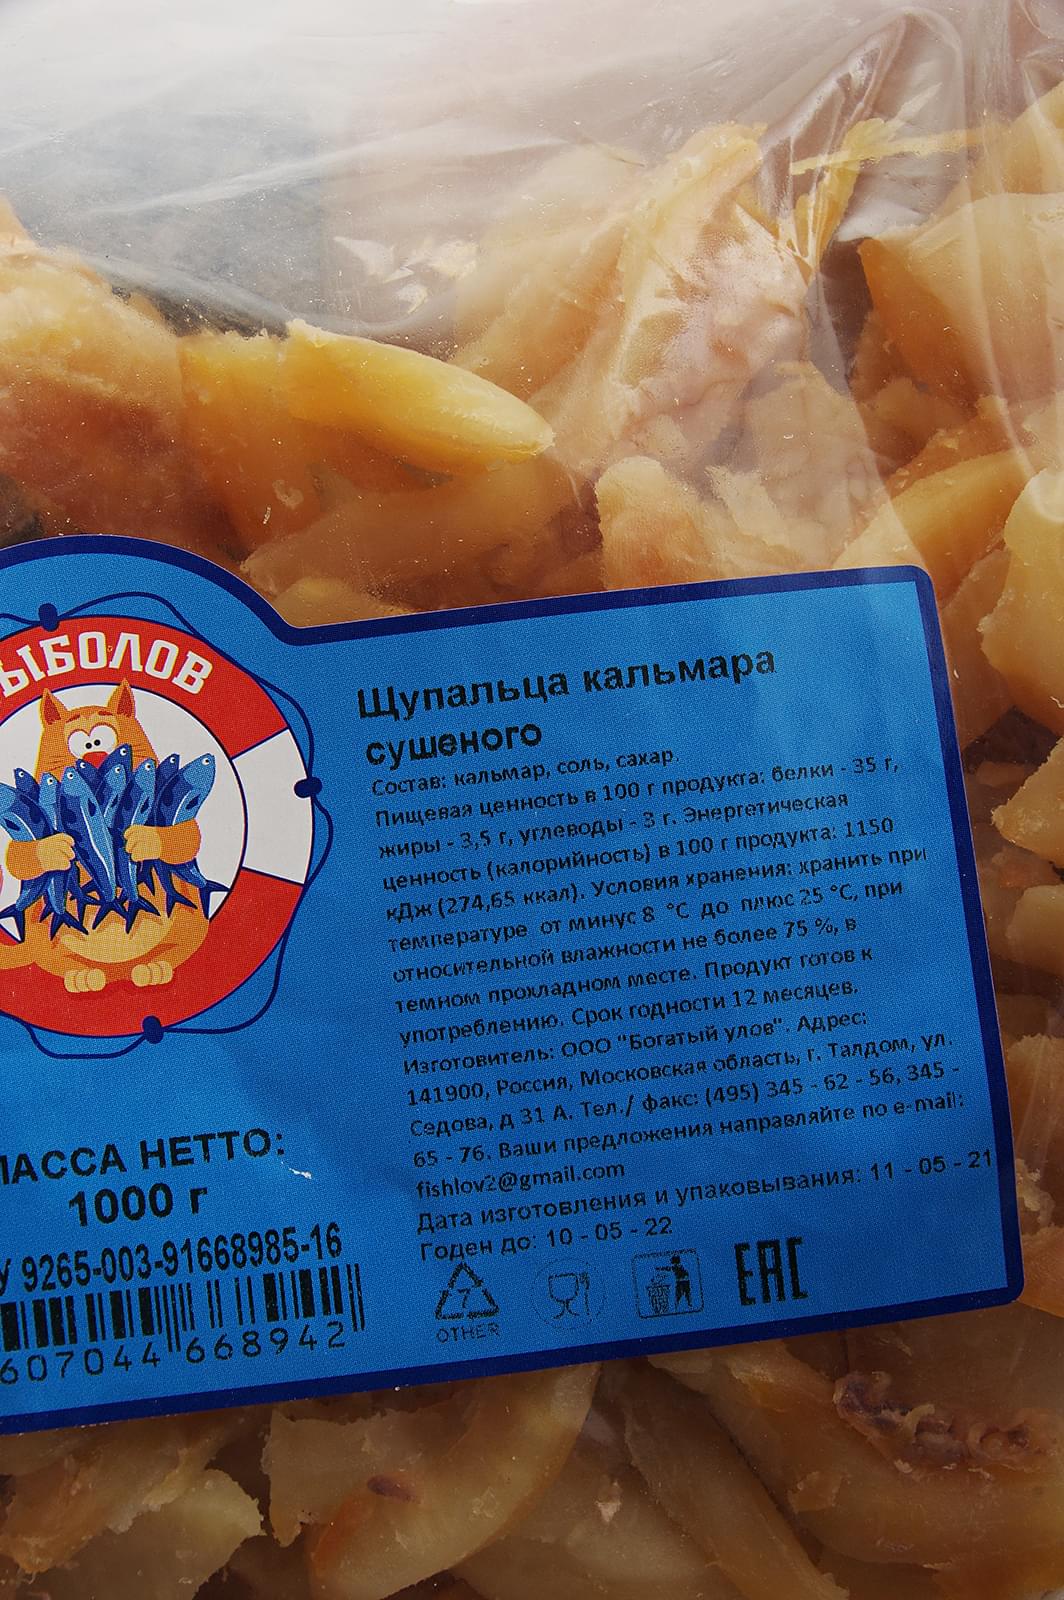 ЫБОЛОВ
Щупальца кальмара
сушеного
Состав: кальмар, соль, сахар.
Пищевая ценность в 100 г продукта: белки - 35 г,
жиры - 3,5 г, углеводы - 3 г. Энергетическая
ценность (калорийность) в 100 г продукта: 1150
кДж (274,65 ккал). Условия хранения: хранить при
температуре от минус 8 °С до плюс 25 °С, при
относительной влажности не более 75 %, в
темном прохладном месте. Продукт готов к
употреблению. Срок годности 12 месяцев.
Изготовитель: ООО "Богатый улов". Адрес:
141900, Россия, Московская область, г. Талдом, ул.
Седова, д 31 А. Тел./ факс: (495) 345 - 62 - 56, 345 -
65 - 76. Ваши предложения направляйте по e-mail:
fishlov2@gmail.com
Дата изготовления и упаковывания: 11 - 05 - 21
Годен до: 10 - 05 - 22
7
OTHER
ЕАС
АССА НЕТТО:
1000 г
У 9265-003-91668985-16
607044 668942